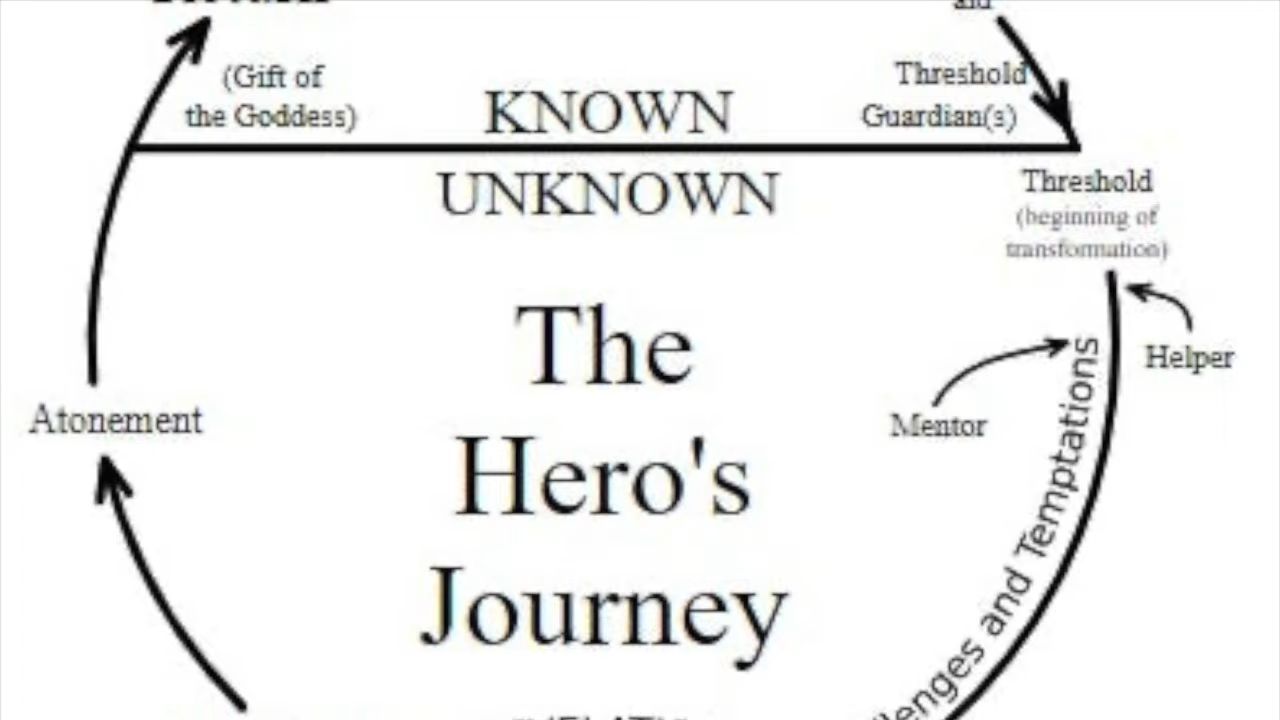 (Gift of
the Goddess)
KNOWN
Threshold
Guardian(s)
UNKNOWN
Threshold
(beginning of
transformation)
The
Hero's
Journey
Helper
Mentor
Atonement
and Temptations